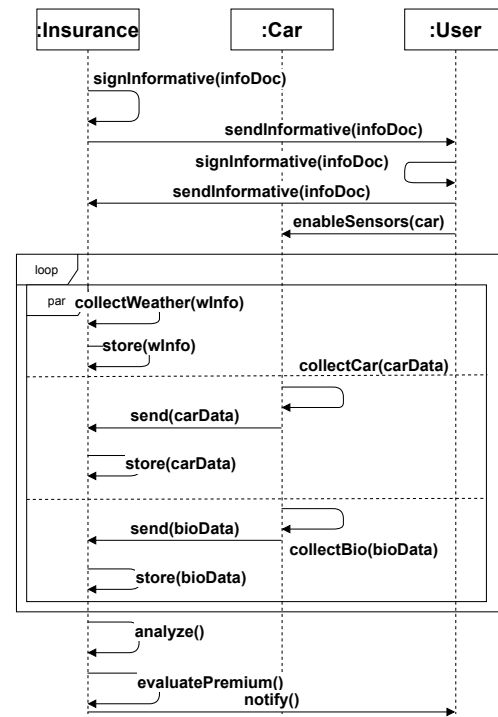 :Insurance
:Car
:User
signInformative(infoDoc)
sendInformative(infoDoc)
signInformative(infoDoc)
sendInformative(infoDoc)
enableSensors(car)
loop
par
collectWeather(wInfo)
store(wInfo)
collectCar(carData)
send(carData)
store(carData)
send(bioData)
collectBio(bioData)
store(bioData)
analyze()
evaluatePremium()
notify()